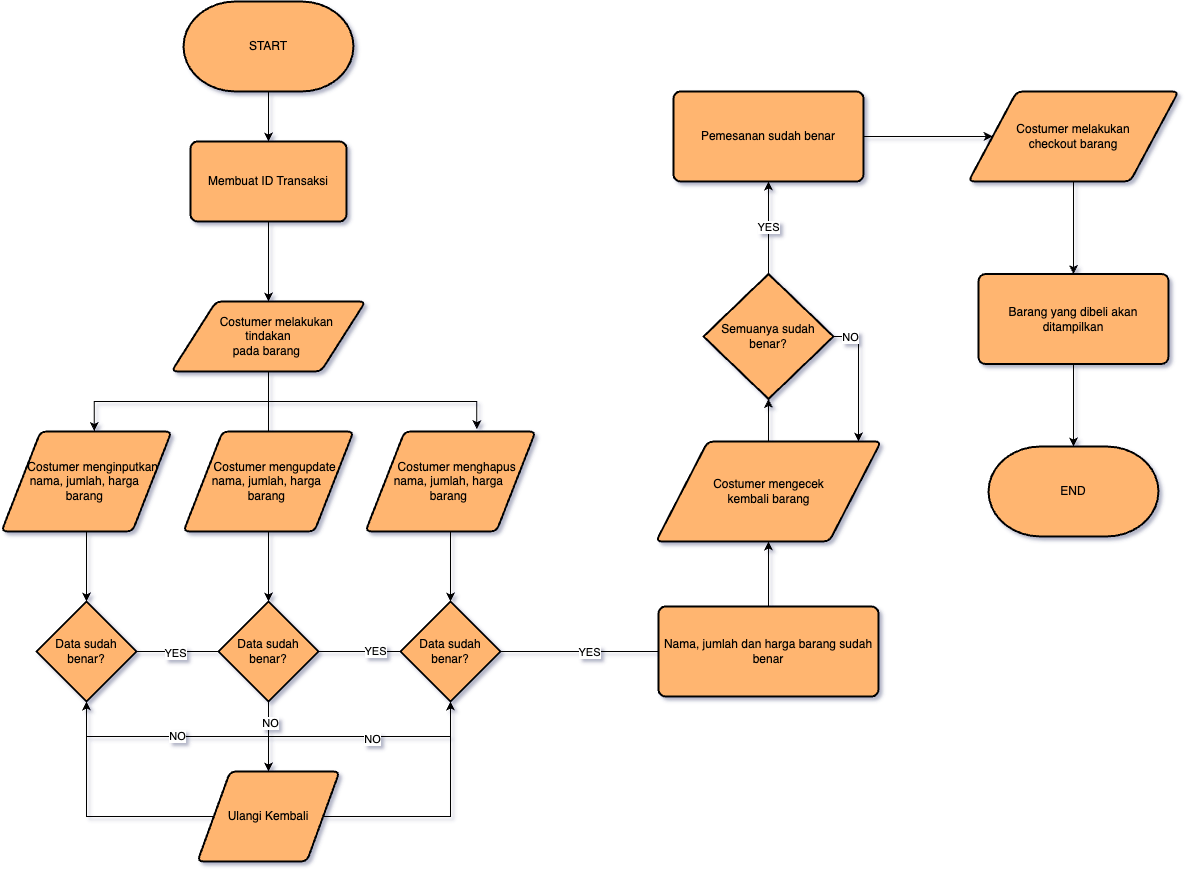 START
Membuat ID Transaksi
Costumer melakukan
tindakan
pada barang
Costumer menginputkan
nama, jumlah, harga
barang
Costumer mengupdate
nama, jumlah, harga
barang
Costumer menghapus
nama, jumlah, harga
barang
Data sudah
benar?
YES
Data sudah
benar?
YES
Data sudah
benar?
YES
NO
NO
NO
Ulangi Kembali
Nama, jumlah dan harga barang sudah
benar
Costumer mengecek
kembali barang
Semuanya sudah
benar?
NO
YES
Pemesanan sudah benar
Costumer melakukan
checkout barang
Barang yang dibeli akan
ditampilkan
END